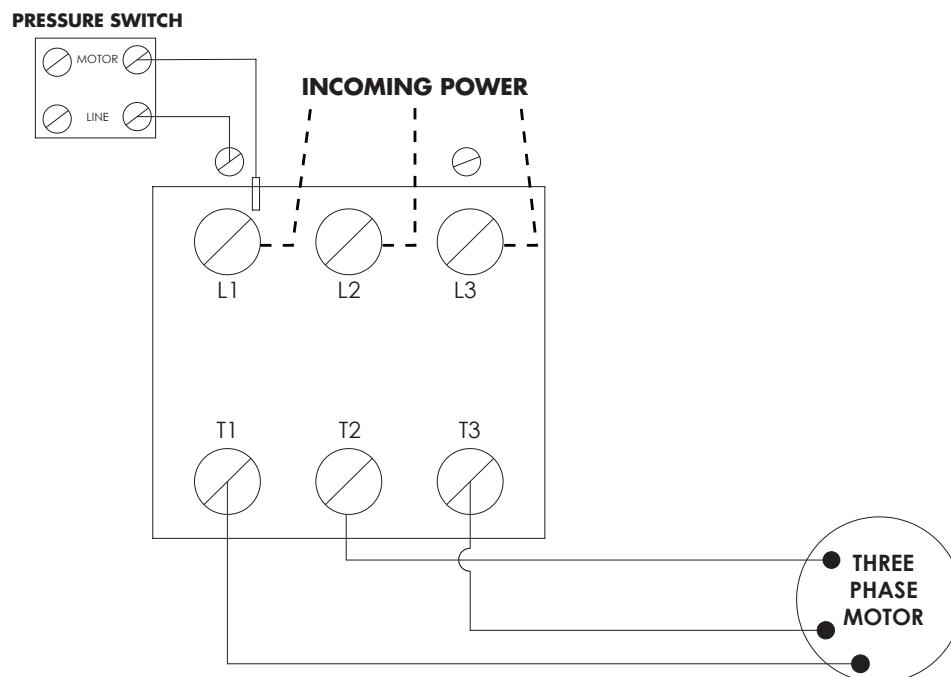 PRESSURE SWITCH
MOTOR
LINE
INCOMING POWER
L1
L2
L3
T1
T2
T3
THREE
PHASE
MOTOR